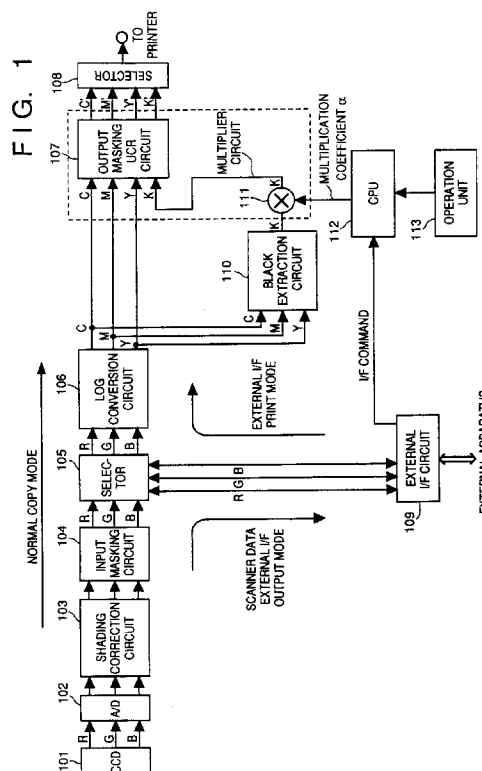 FIG. 1
NORMAL COPY MODE
101
CCD
R
G
B
102
A/D
103
SHADING
CORRECTION
CIRCUIT
104
INPUT
MASKING
CIRCUIT
R
G
B
105
SELEC-
TOR
R
G
B
106
LOG
CONVERSION
CIRCUIT
C
M
Y
K
107
OUTPUT
MASKING
UCR
CIRCUIT
C'
M'
Y'
K'
108
SELECTOR
TO
PRINTER
MULTIPLIER
CIRCUIT
K
111
K
110
BLACK
EXTRACTION
CIRCUIT
C
M
Y
MULTIPLICATION
COEFFICIENT α
112
CPU
113
OPERATION
UNIT
I/F COMMAND
EXTERNAL I/F
PRINT MODE
R
G
B
SCANNER DATA
EXTERNAL I/F
OUTPUT MODE
EXTERNAL
I/F CIRCUIT
109
EXTERNAL APPARATUS